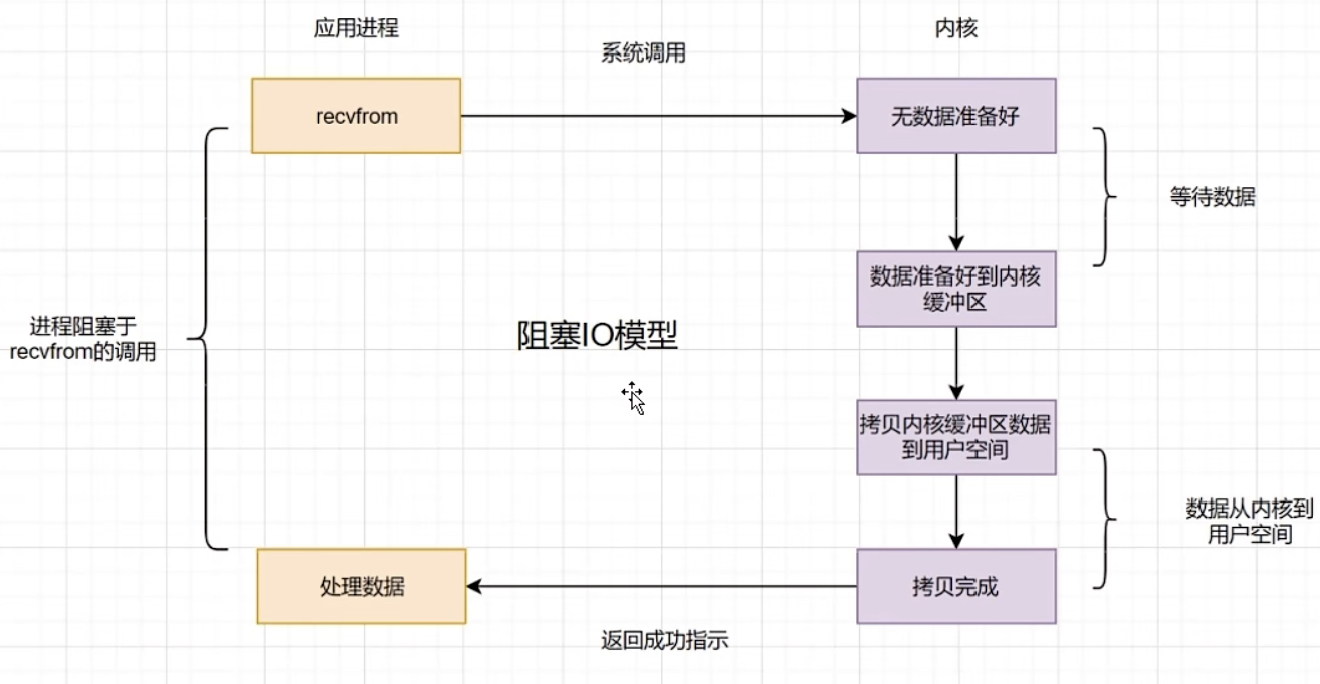 应用进程
内核
系统调用
recvfrom
无数据准备好
等待数据
数据准备好到内核
缓冲区
进程阻塞于
recvfrom的调用
阻塞IO模型
拷贝内核缓冲区数据
到用户空间
数据从内核到
用户空间
处理数据
拷贝完成
返回成功指示